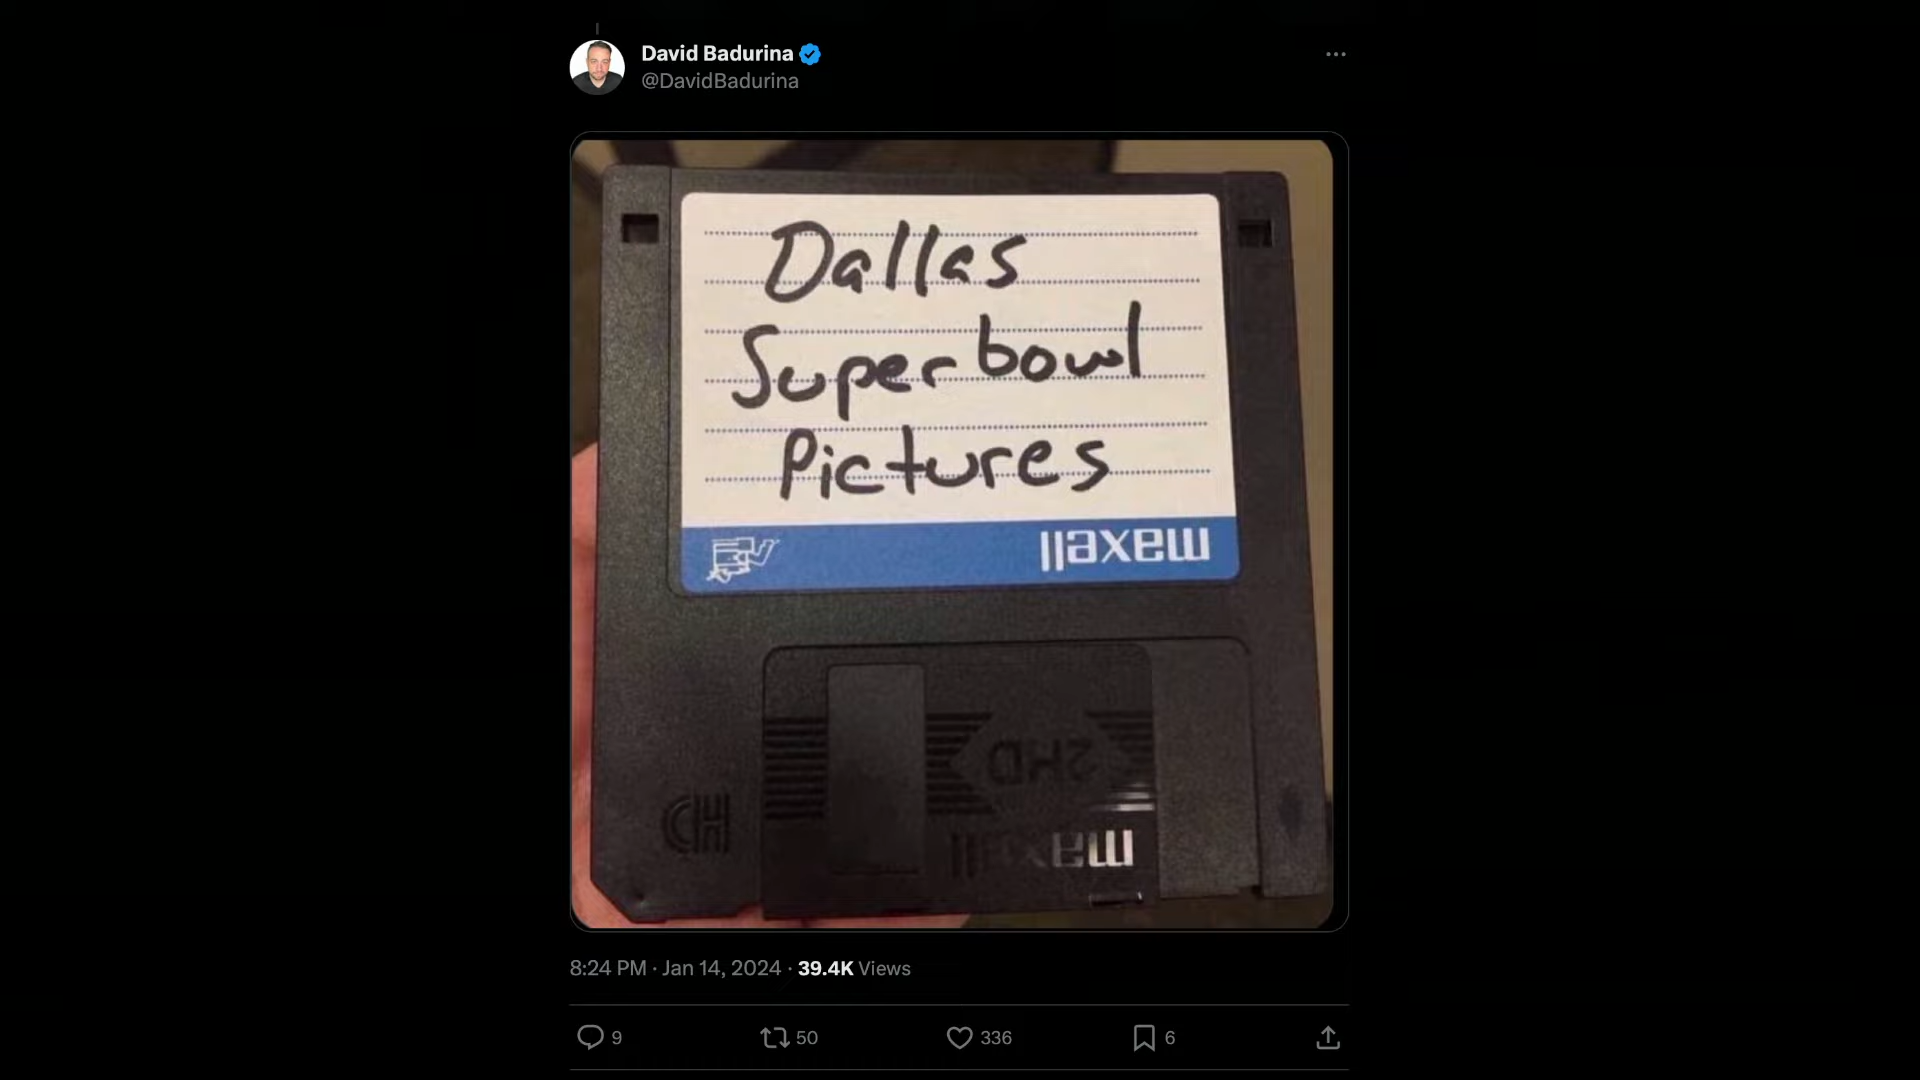 David Badurina
@DavidBadurina
Dallas
Superbowl
Pictures
maxell
2HD
HD
maxell
8:24 PM · Jan 14, 2024 · 39.4K Views
9
50
336
6